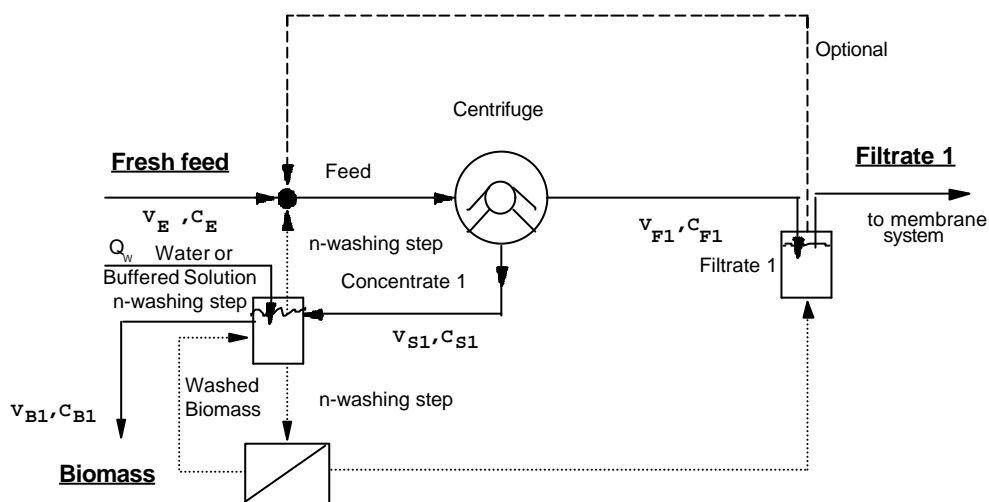 Optional
Centrifuge
Fresh feed
Feed
Filtrate 1
v_E ,C_E
n-washing step
v_F1,C_F1
to membrane
system
Q_w Water or
Buffered Solution
n-washing step
Concentrate 1
Filtrate 1
v_S1,C_S1
Washed
Biomass
n-washing step
v_B1,C_B1
Biomass